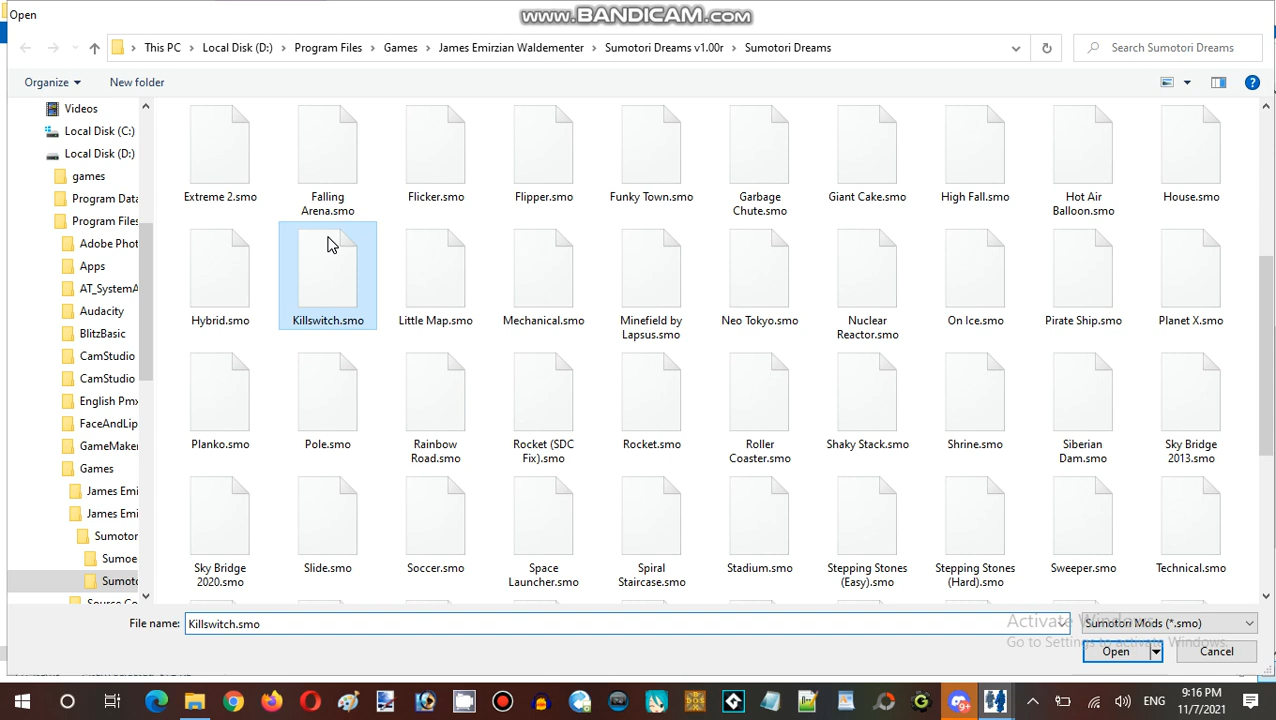 Open
www.BANDICAM.com
This PC
Local Disk (D:)
Program Files
Games
James Emirzian Waldementer
Sumotori Dreams v1.00r
Sumotori Dreams
Search Sumotori Dreams
Organize
New folder
Videos
Local Disk (C:)
Local Disk (D:)
games
Program Data
Program Files
Adobe Phot
Apps
AT_SystemA
Audacity
BlitzBasic
CamStudio
CamStudio
English Pmx
FaceAndLip
GameMaker
Games
James Emi
James Emi
Sumotor
Sumoe
Sumoto
Source Co
Extreme 2.smo
Falling
Arena.smo
Flicker.smo
Flipper.smo
Funky Town.smo
Garbage
Chute.smo
Giant Cake.smo
High Fall.smo
Hot Air
Balloon.smo
House.smo
Hybrid.smo
Killswitch.smo
Little Map.smo
Mechanical.smo
Minefield by
Lapsus.smo
Neo Tokyo.smo
Nuclear
Reactor.smo
On Ice.smo
Pirate Ship.smo
Planet X.smo
Planko.smo
Pole.smo
Rainbow
Road.smo
Rocket (SDC
Fix).smo
Rocket.smo
Roller
Coaster.smo
Shaky Stack.smo
Shrine.smo
Siberian
Dam.smo
Sky Bridge
2013.smo
Sky Bridge
2020.smo
Slide.smo
Soccer.smo
Space
Launcher.smo
Spiral
Staircase.smo
Stadium.smo
Stepping Stones
(Easy).smo
Stepping Stones
(Hard).smo
Sweeper.smo
Technical.smo
File name:
Killswitch.smo
Sumotori Mods (*.smo)
Activate Windows
Go to Settings to activate Windows.
Open
Cancel
9+
ENG
9:16 PM
11/7/2021